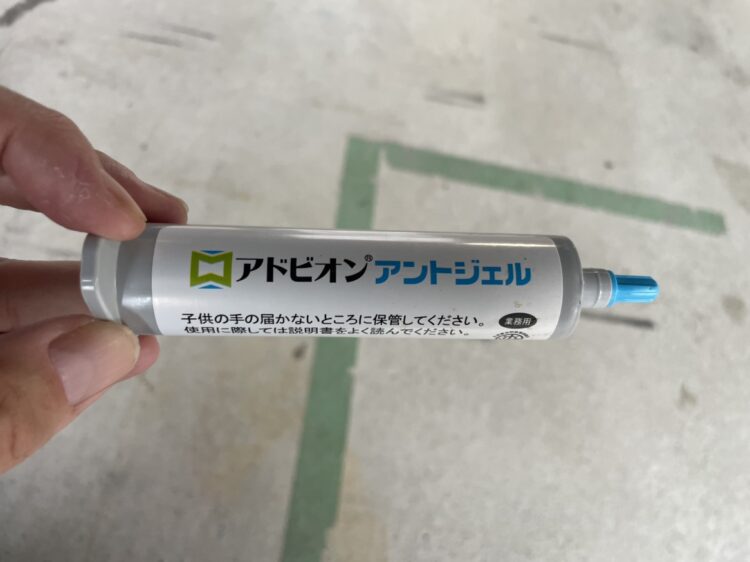 アドビオン®アントジェル
子供の手の届かないところに保管してください。
使用に際しては説明書をよく読んでください。
業務用